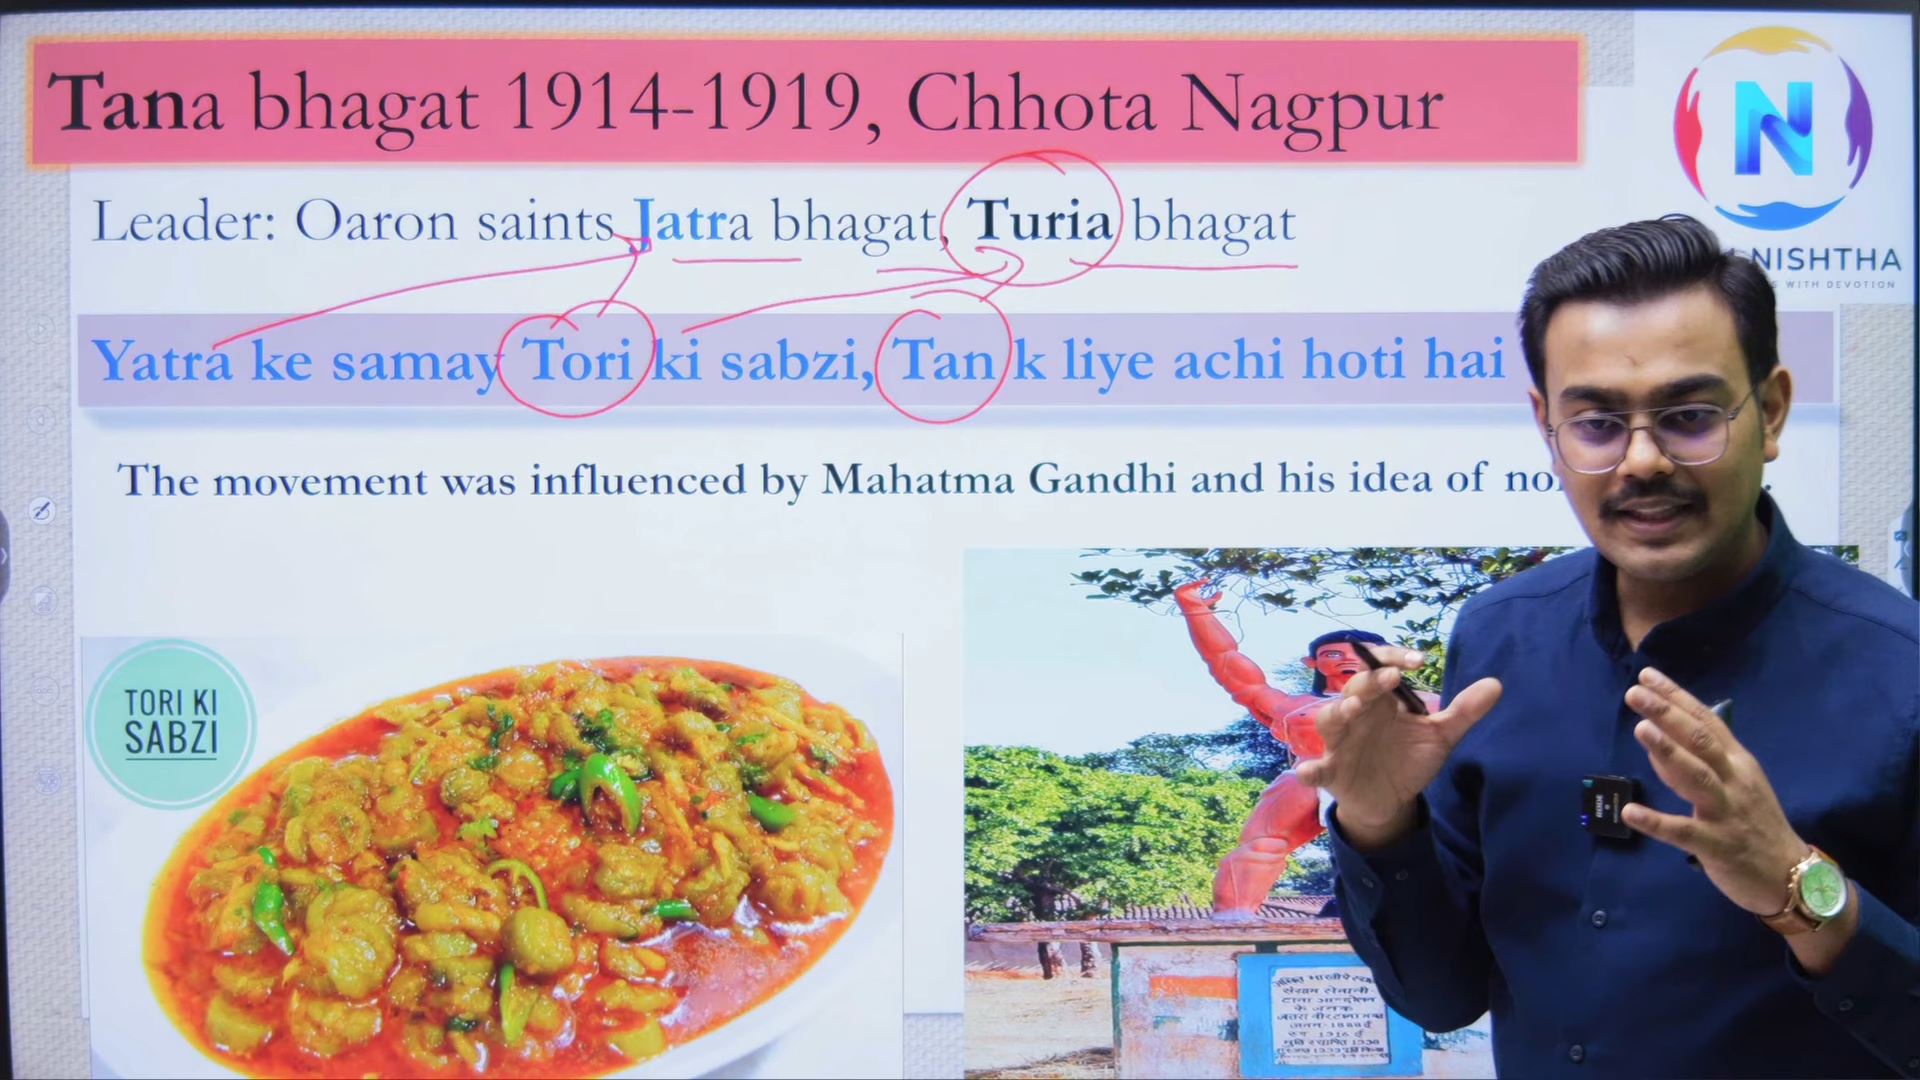 Tana bhagat 1914-1919, Chhota Nagpur
Leader: Oaron saints Jatra bhagat, Turia bhagat
Yatra ke samay Tori ki sabzi, Tan k liye achi hoti hai
The movement was influenced by Mahatma Gandhi and his idea of
TORI KI
SABZI
N
NISHTHA
WITH DEVOTION
RODE
के जनक